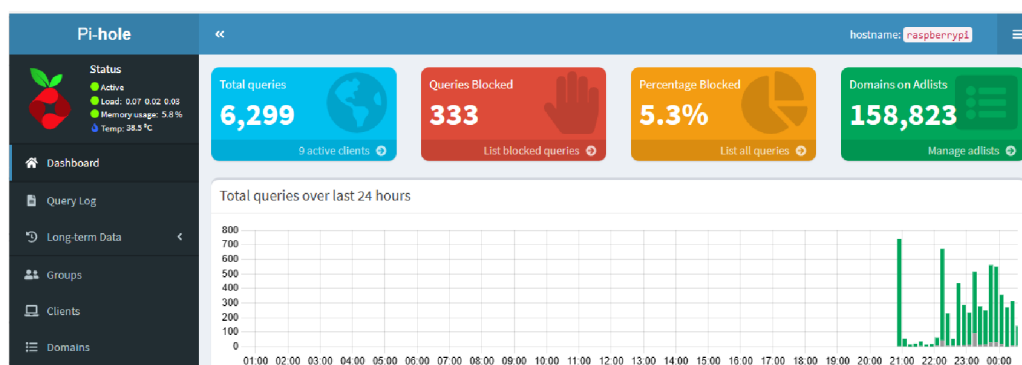 Pi-hole
hostname: raspberrypi
Status
Active
Load: 0.07 0.02 0.03
Memory usage: 5.8 %
Temp: 38.5 °C
Dashboard
Query Log
Long-term Data
Groups
Clients
Domains
Total queries
6,299
9 active clients
Queries Blocked
333
List blocked queries
Percentage Blocked
5.3%
List all queries
Domains on Adlists
158,823
Manage adlists
Total queries over last 24 hours
800
700
600
500
400
300
200
100
0
01:00 02:00 03:00 04:00 05:00 06:00 07:00 08:00 09:00 10:00 11:00 12:00 13:00 14:00 15:00 16:00 17:00 18:00 19:00 20:00 21:00 22:00 23:00 00:00